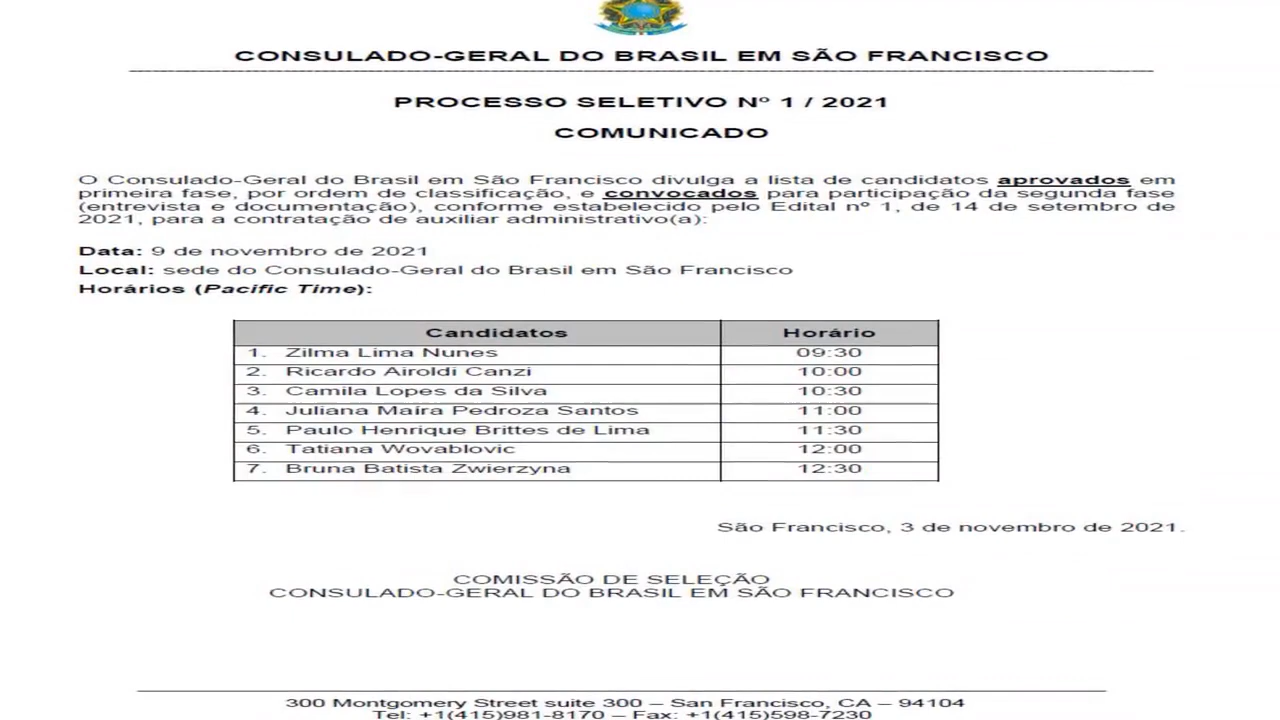 CONSULADO-GERAL DO BRASIL EM SÃO FRANCISCO
PROCESSO SELETIVO Nº 1 / 2021
COMUNICADO
O Consulado-Geral do Brasil em São Francisco divulga a lista de candidatos aprovados em
primeira fase, por ordem de classificação, e convocados para participação da segunda fase
(entrevista e documentação), conforme estabelecido pelo Edital nº 1, de 14 de setembro de
2021, para a contratação de auxiliar administrativo(a):
Data: 9 de novembro de 2021
Local: sede do Consulado-Geral do Brasil em São Francisco
Horários (Pacific Time):
Candidatos Horário
1. Zilma Lima Nunes 09:30
2. Ricardo Airoldi Canzi 10:00
3. Camila Lopes da Silva 10:30
4. Juliana Maíra Pedroza Santos 11:00
5. Paulo Henrique Brittes de Lima 11:30
6. Tatiana Wovablovic 12:00
7. Bruna Batista Zwierzyna 12:30
São Francisco, 3 de novembro de 2021.
COMISSÃO DE SELEÇÃO
CONSULADO-GERAL DO BRASIL EM SÃO FRANCISCO
300 Montgomery Street suite 300 – San Francisco, CA – 94104
Tel: +1(415)981-8170 – Fax: +1(415)598-7230